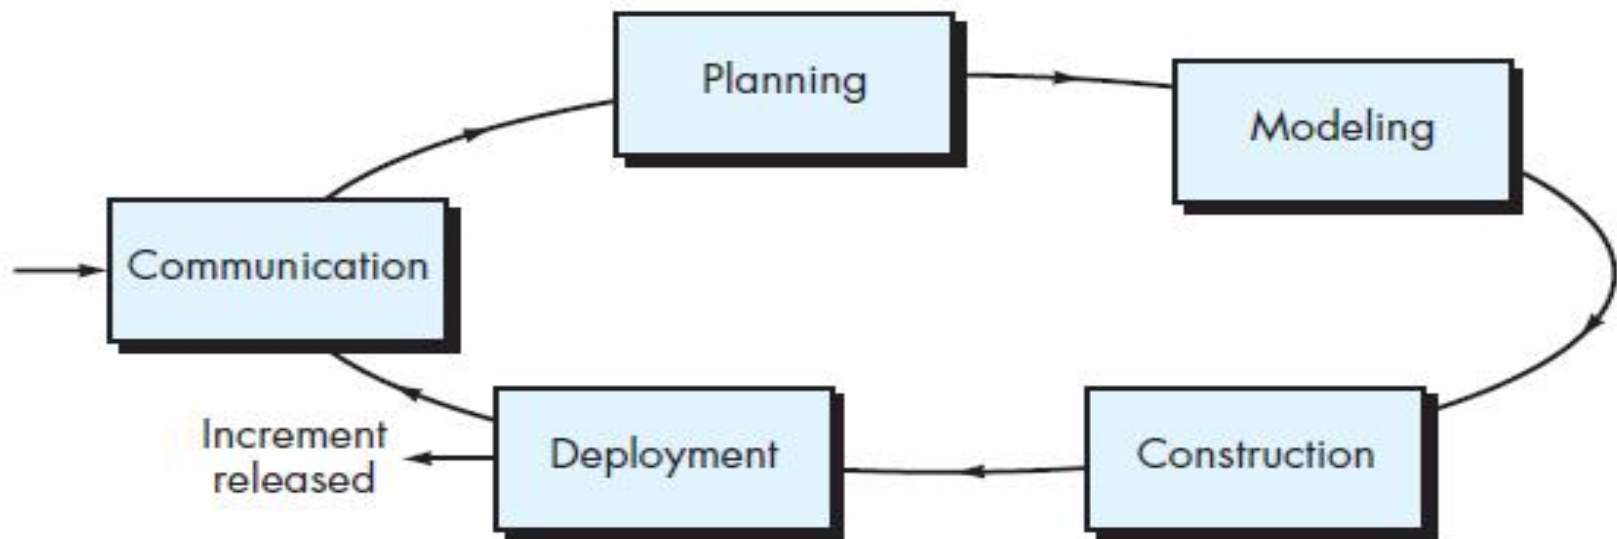 Planning
Modeling
Communication
Increment
released
Deployment
Construction